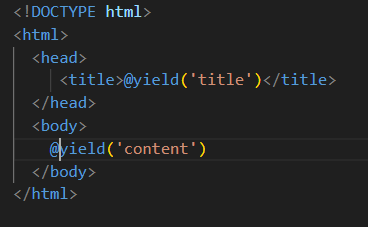 <!DOCTYPE html>
<html>
<head>
<title>@yield('title')</title>
</head>
<body>
@yield('content')
</body>
</html>